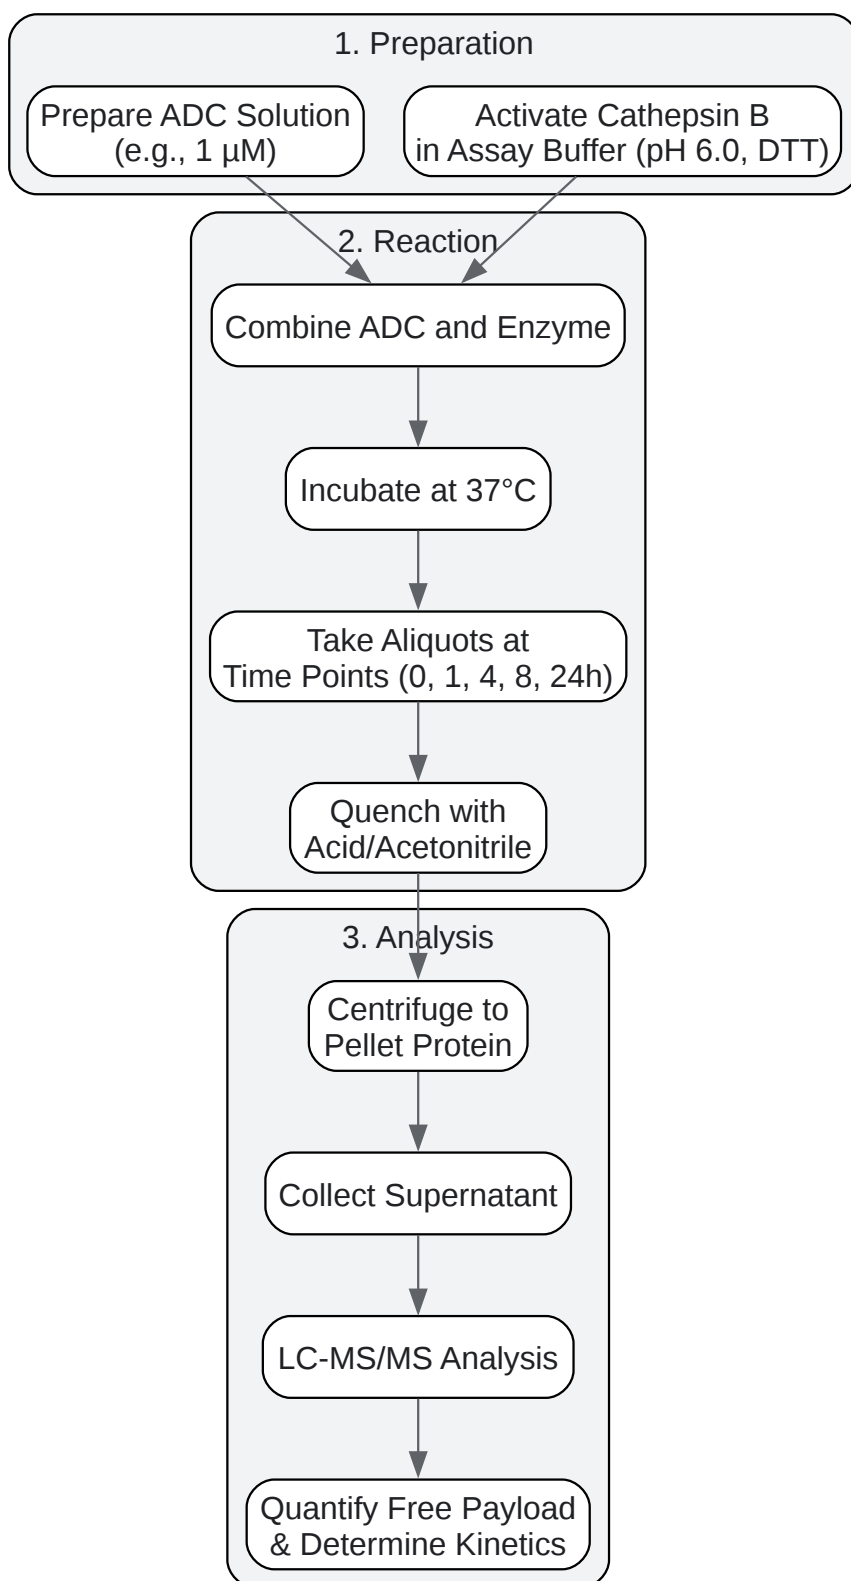 1. Preparation
Prepare ADC Solution
(e.g., 1 µM)
Activate Cathepsin B
in Assay Buffer (pH 6.0, DTT)
2. Reaction
Combine ADC and Enzyme
Incubate at 37°C
Take Aliquots at
Time Points (0, 1, 4, 8, 24h)
Quench with
Acid/Acetonitrile
3. Analysis
Centrifuge to
Pellet Protein
Collect Supernatant
LC-MS/MS Analysis
Quantify Free Payload
& Determine Kinetics